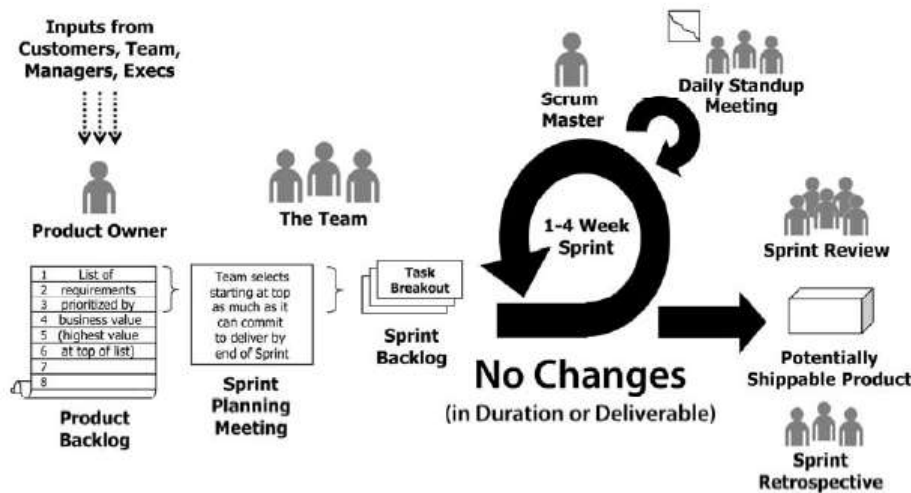 Inputs from
Customers, Team,
Managers, Execs
Product Owner
The Team
Scrum
Master
Daily Standup
Meeting
1-4 Week
Sprint
Sprint Review
1 List of
2 requirements
3 prioritized by
4 business value
5 (highest value
6 at top of list)
7
8
Product
Backlog
Team selects
starting at top
as much as it
can commit
to deliver by
end of Sprint
Sprint
Planning
Meeting
Task
Breakout
Sprint
Backlog
No Changes
(in Duration or Deliverable)
Potentially
Shippable Product
Sprint
Retrospective